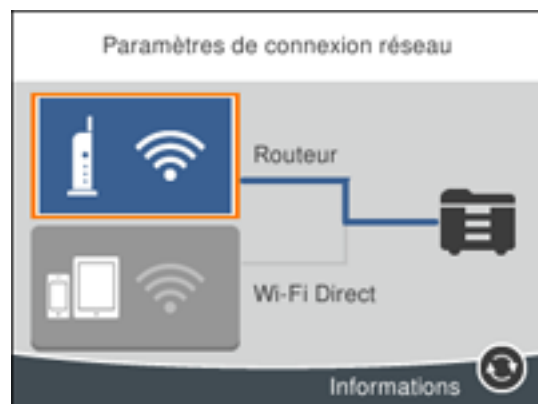 Paramètres de connexion réseau
Routeur
Wi-Fi Direct
Informations